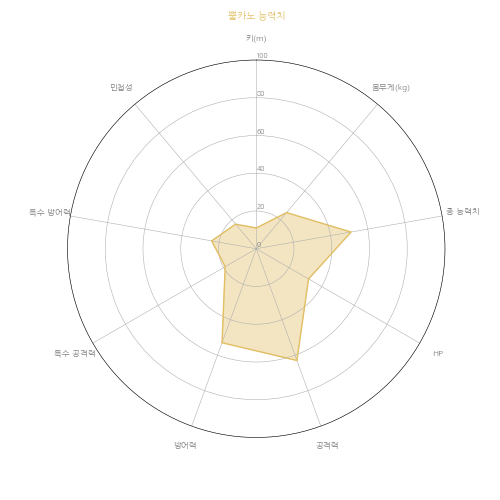 뿔카노 능력치
키(m)
100
민첩성
몸무게(kg)
80
60
40
20
특수 방어력
총 능력치
0
특수 공격력
HP
방어력
공격력